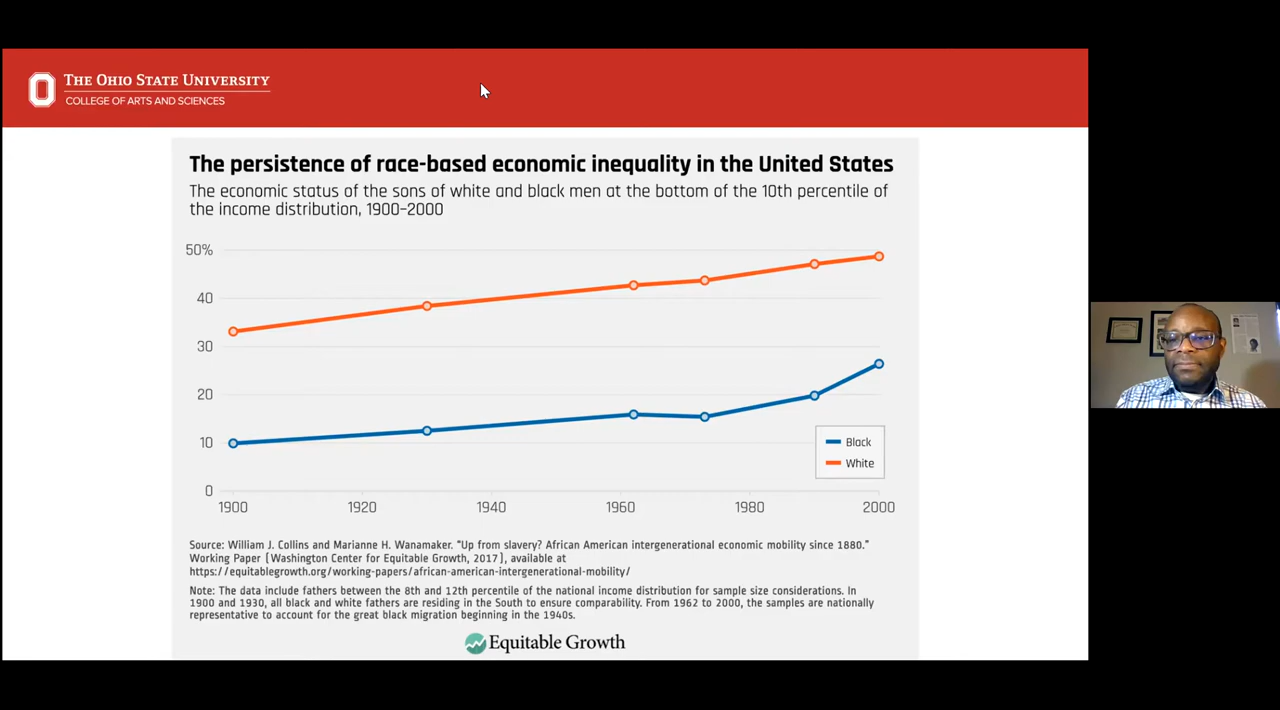 THE OHIO STATE UNIVERSITY
COLLEGE OF ARTS AND SCIENCES
The persistence of race-based economic inequality in the United States
The economic status of the sons of white and black men at the bottom of the 10th percentile of
the income distribution, 1900–2000
50%
40
30
20
10
0
1900 1920 1940 1960 1980 2000
Black
White
Source: William J. Collins and Marianne H. Wanamaker. “Up from slavery? African American intergenerational economic mobility since 1880.”
Working Paper (Washington Center for Equitable Growth, 2017), available at
https://equitablegrowth.org/working-papers/african-american-intergenerational-mobility/
Note: The data include fathers between the 8th and 12th percentile of the national income distribution for sample size considerations. In
1900 and 1930, all black and white fathers are residing in the South to ensure comparability. From 1962 to 2000, the samples are nationally
representative to account for the great black migration beginning in the 1940s.
Equitable Growth